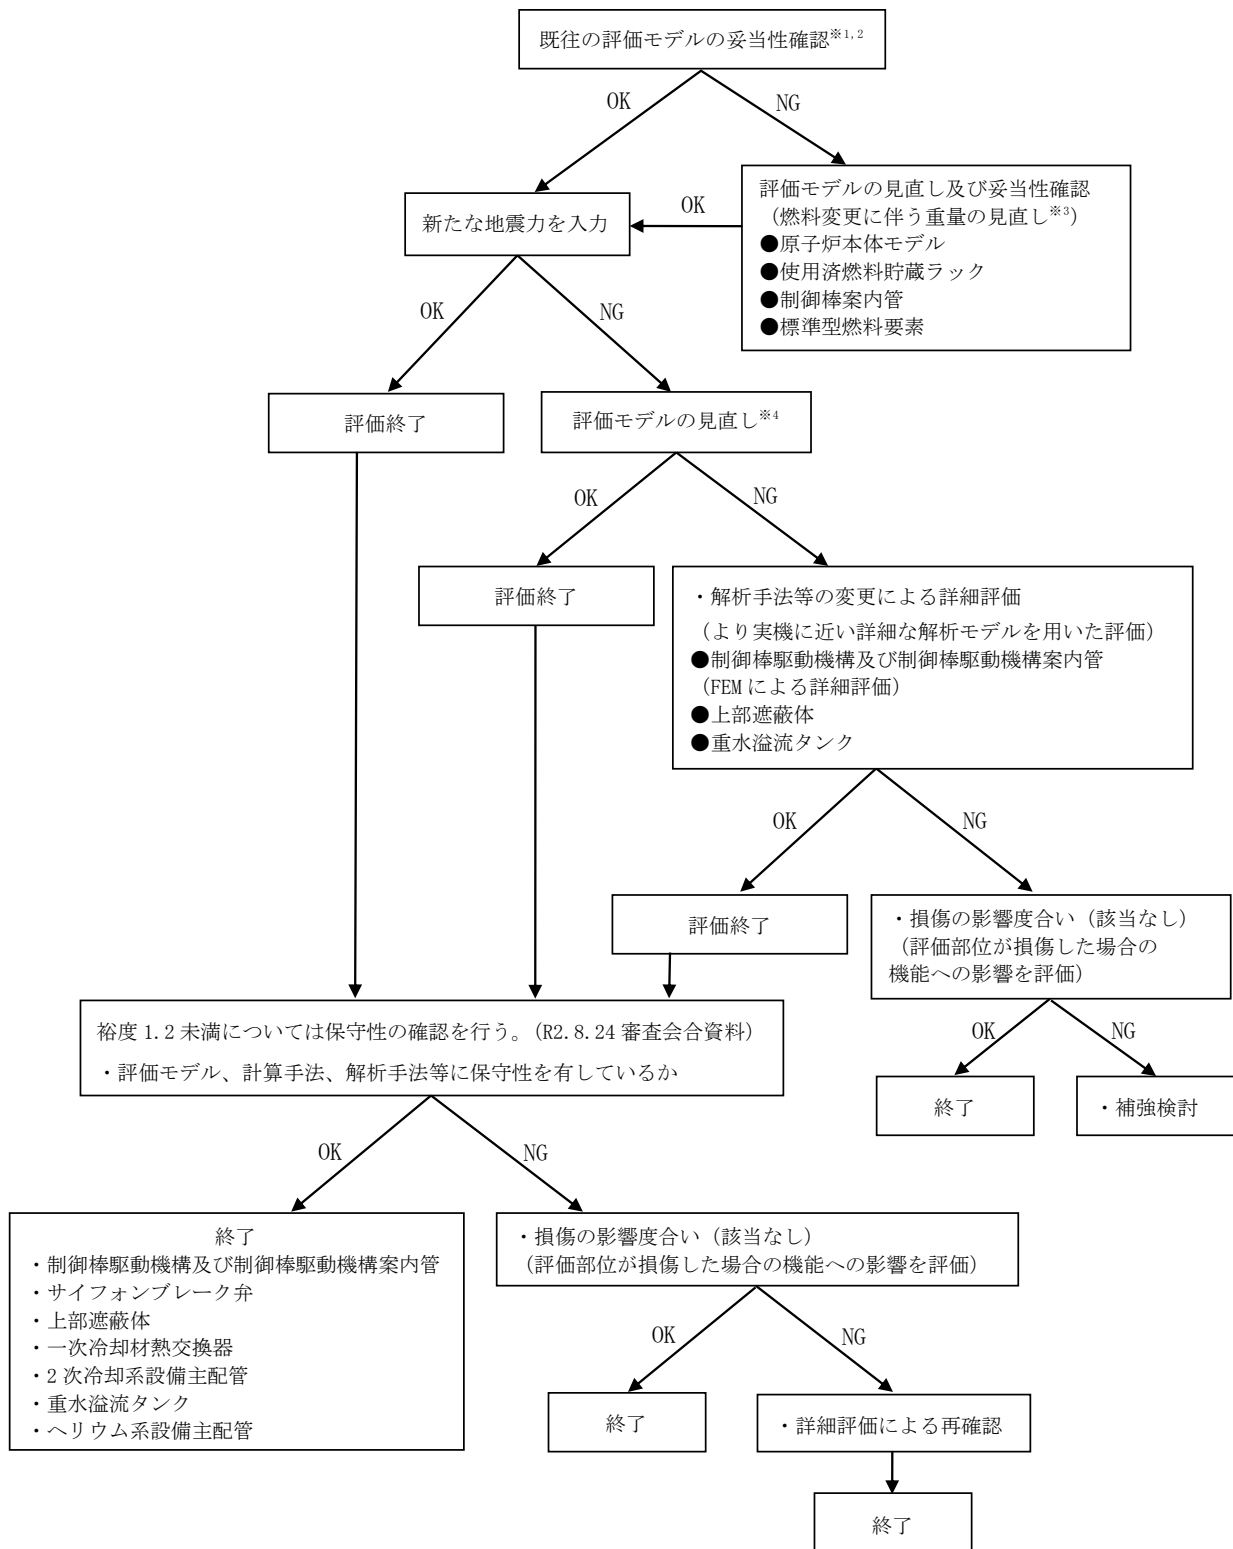 既往の評価モデルの妥当性確認※1,2
OK
NG
評価モデルの見直し及び妥当性確認
（燃料変更に伴う重量の見直し※3）
●原子炉本体モデル
●使用済燃料貯蔵ラック
●制御棒案内管
●標準型燃料要素
OK
新たな地震力を入力
OK
NG
評価終了
評価モデルの見直し※4
OK
NG
評価終了
・解析手法等の変更による詳細評価
（より実機に近い詳細な解析モデルを用いた評価）
●制御棒駆動機構及び制御棒駆動機構案内管
（FEMによる詳細評価）
●上部遮蔽体
●重水溢流タンク
OK
NG
評価終了
・損傷の影響度合い（該当なし）
（評価部位が損傷した場合の
機能への影響を評価）
OK
NG
終了
・補強検討
裕度1.2未満については保守性の確認を行う。（R2.8.24審査会合資料）
・評価モデル、計算手法、解析手法等に保守性を有しているか
OK
NG
終了
・制御棒駆動機構及び制御棒駆動機構案内管
・サイフォンブレーク弁
・上部遮蔽体
・一次冷却材熱交換器
・2次冷却系設備主配管
・重水溢流タンク
・ヘリウム系設備主配管
・損傷の影響度合い（該当なし）
（評価部位が損傷した場合の機能への影響を評価）
OK
NG
終了
・詳細評価による再確認
終了